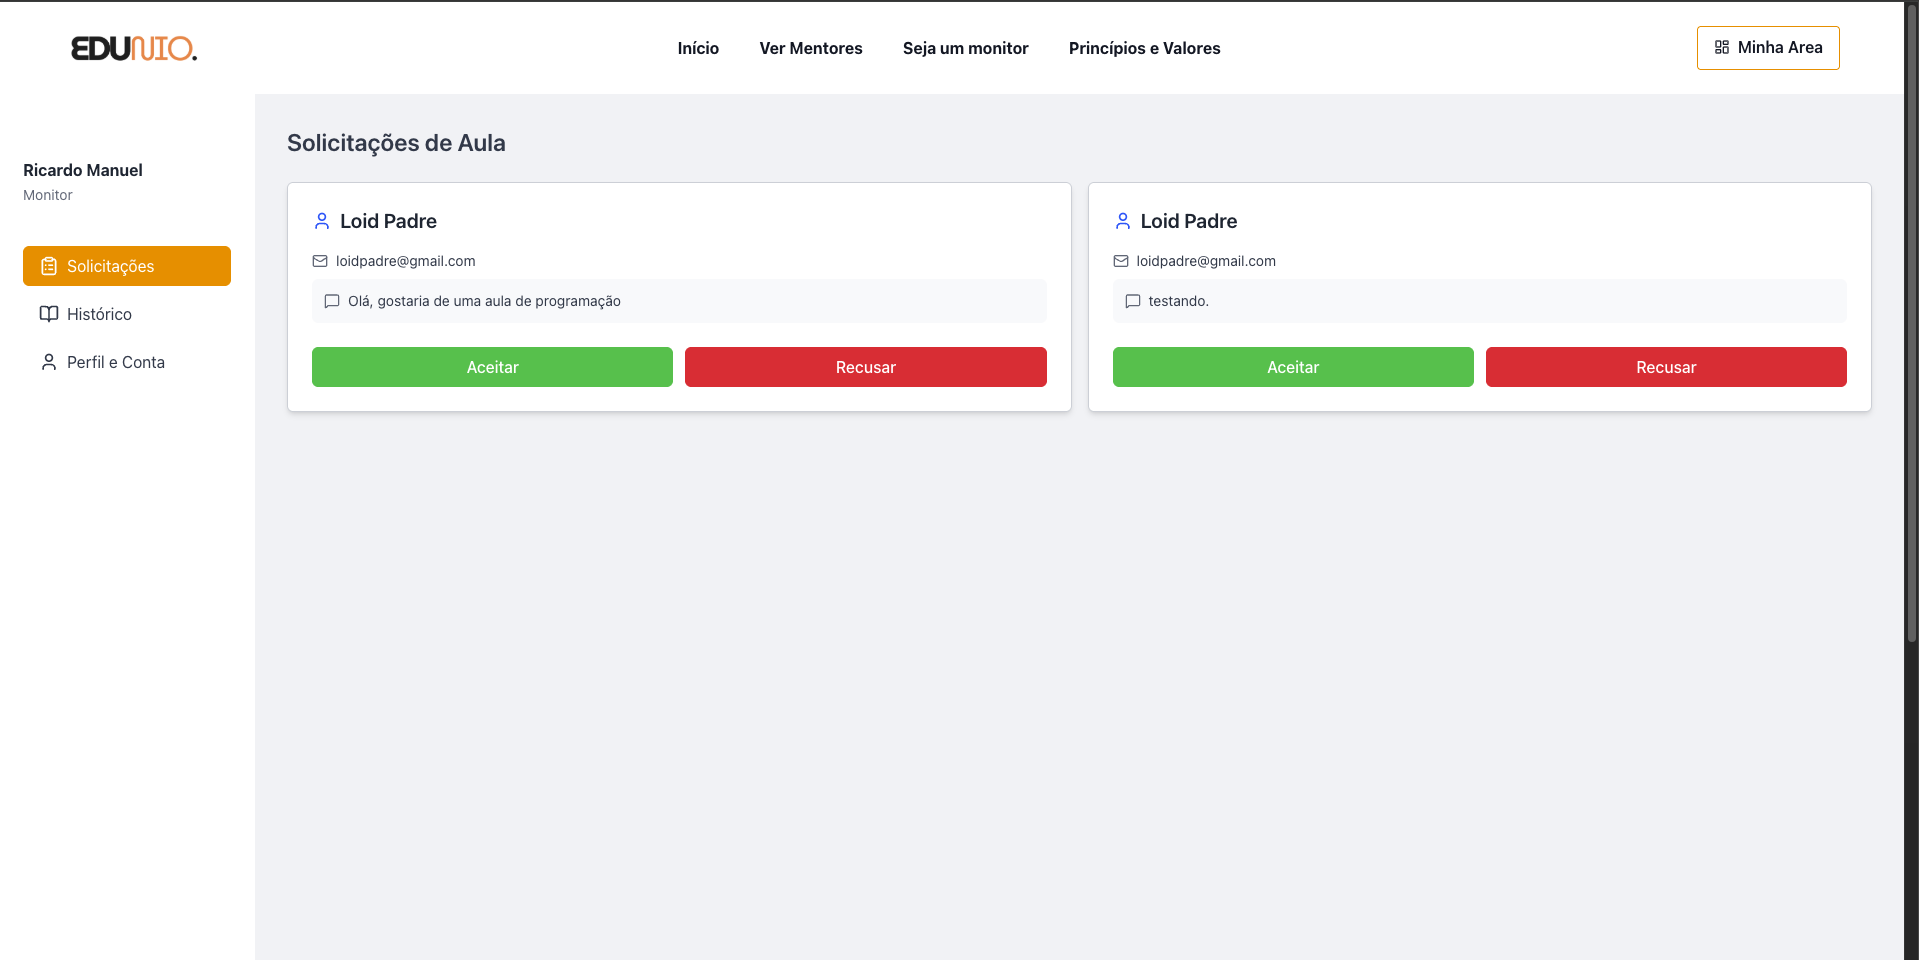 EDUNIO.
Início
Ver Mentores
Seja um monitor
Princípios e Valores
Minha Area
Ricardo Manuel
Monitor
Solicitações
Histórico
Perfil e Conta
Solicitações de Aula
Loid Padre
loidpadre@gmail.com
Olá, gostaria de uma aula de programação
Aceitar
Recusar
Loid Padre
loidpadre@gmail.com
testando.
Aceitar
Recusar